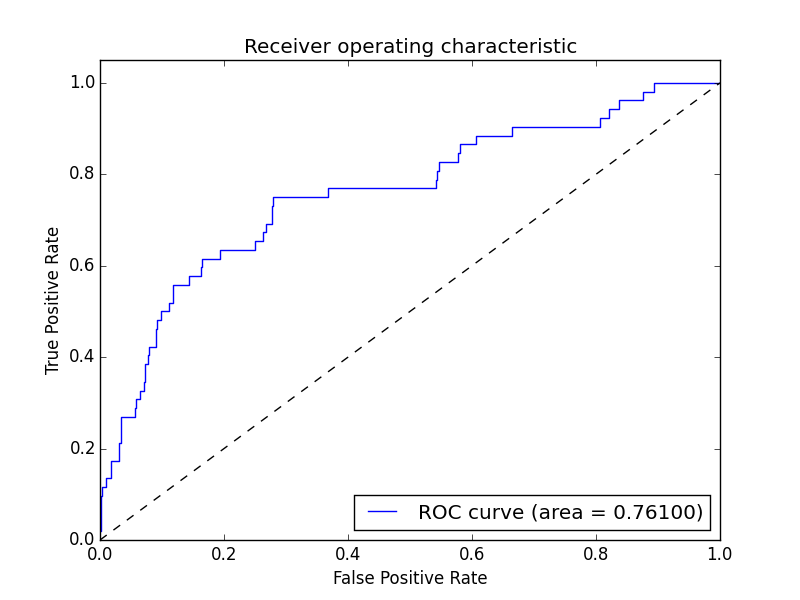 Receiver operating characteristic
1.0
0.8
0.6
0.4
0.2
0.0
True Positive Rate
ROC curve (area = 0.76100)
0.0 0.2 0.4 0.6 0.8 1.0
False Positive Rate